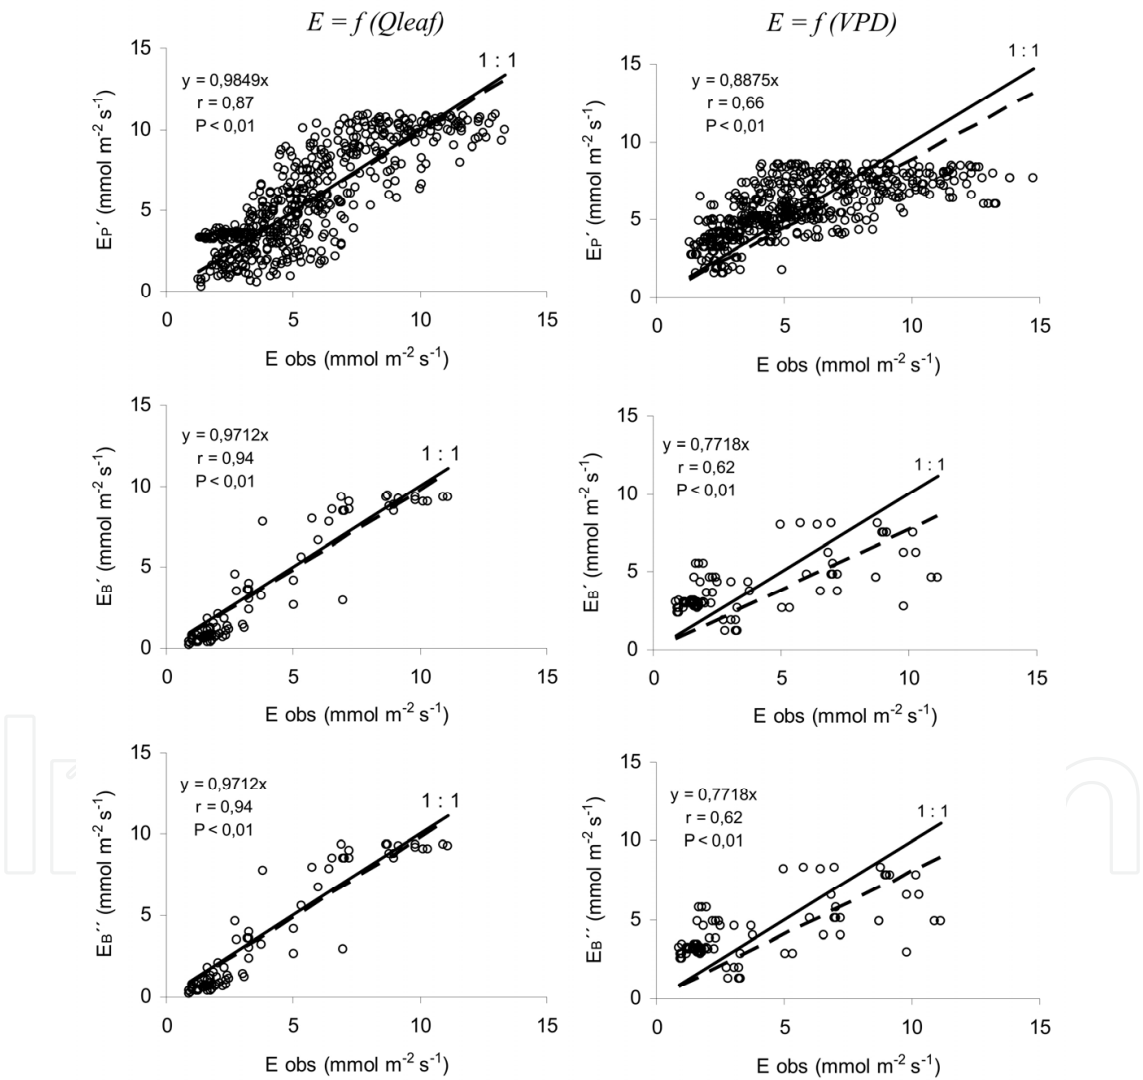 E = f (Qleaf)
E = f (VPD)
15
10
5
0
0 5 10 15
EP´ (mmol m-2 s-1)
E obs (mmol m-2 s-1)
y = 0,9849x
r = 0,87
P < 0,01
1 : 1
15
10
5
0
0 5 10 15
EP´ (mmol m-2 s-1)
E obs (mmol m-2 s-1)
y = 0,8875x
r = 0,66
P < 0,01
1 : 1
15
10
5
0
0 5 10 15
EB´ (mmol m-2 s-1)
E obs (mmol m-2 s-1)
y = 0,9712x
r = 0,94
P < 0,01
1 : 1
15
10
5
0
0 5 10 15
EB´ (mmol m-2 s-1)
E obs (mmol m-2 s-1)
y = 0,7718x
r = 0,62
P < 0,01
1 : 1
15
10
5
0
0 5 10 15
EB´´ (mmol m-2 s-1)
E obs (mmol m-2 s-1)
y = 0,9712x
r = 0,94
P < 0,01
1 : 1
15
10
5
0
0 5 10 15
EB´´ (mmol m-2 s-1)
E obs (mmol m-2 s-1)
y = 0,7718x
r = 0,62
P < 0,01
1 : 1